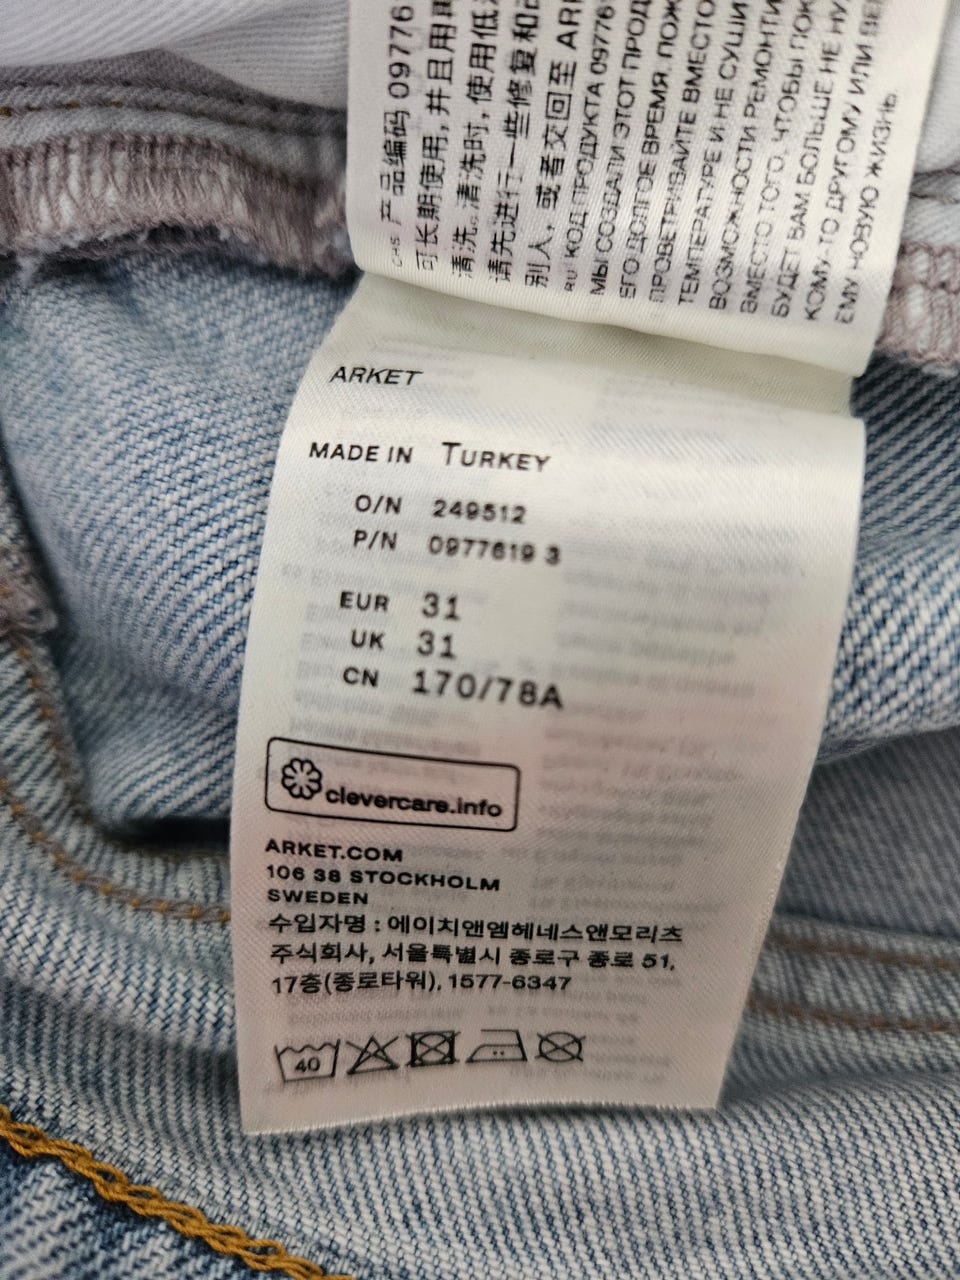 CHS 产品编码 09776
可长期使用,并且用
清洗. 清洗时, 使用低
请先进行一些修复和
别人, 或者交回至 AR
RU КОД ПРОДУКТА 09776
МЫ СОЗДАЛИ ЭТОТ ПРОД
ЕГО ДОЛГОЕ ВРЕМЯ. ПОЖ
ПРОВЕТРИВАЙТЕ ВМЕСТО
ТЕМПЕРАТУРЕ И НЕ СУШИ
ВОЗМОЖНОСТИ РЕМОНТИ
ВМЕСТО ТОГО, ЧТОБЫ ПОК
БУДЕТ ВАМ БОЛЬШЕ НЕ НУ
КОМУ-ТО ДРУГОМУ ИЛИ ВЕ
ЕМУ НОВУЮ ЖИЗНЬ.
ARKET
MADE IN TURKEY
O/N 249512
P/N 0977619 3
EUR 31
UK 31
CN 170/78A
clevercare.info
ARKET.COM
106 38 STOCKHOLM
SWEDEN
수입자명 : 에이치앤엠헤네스앤모리츠
주식회사, 서울특별시 종로구 종로 51,
17층(종로타워), 1577-6347
40